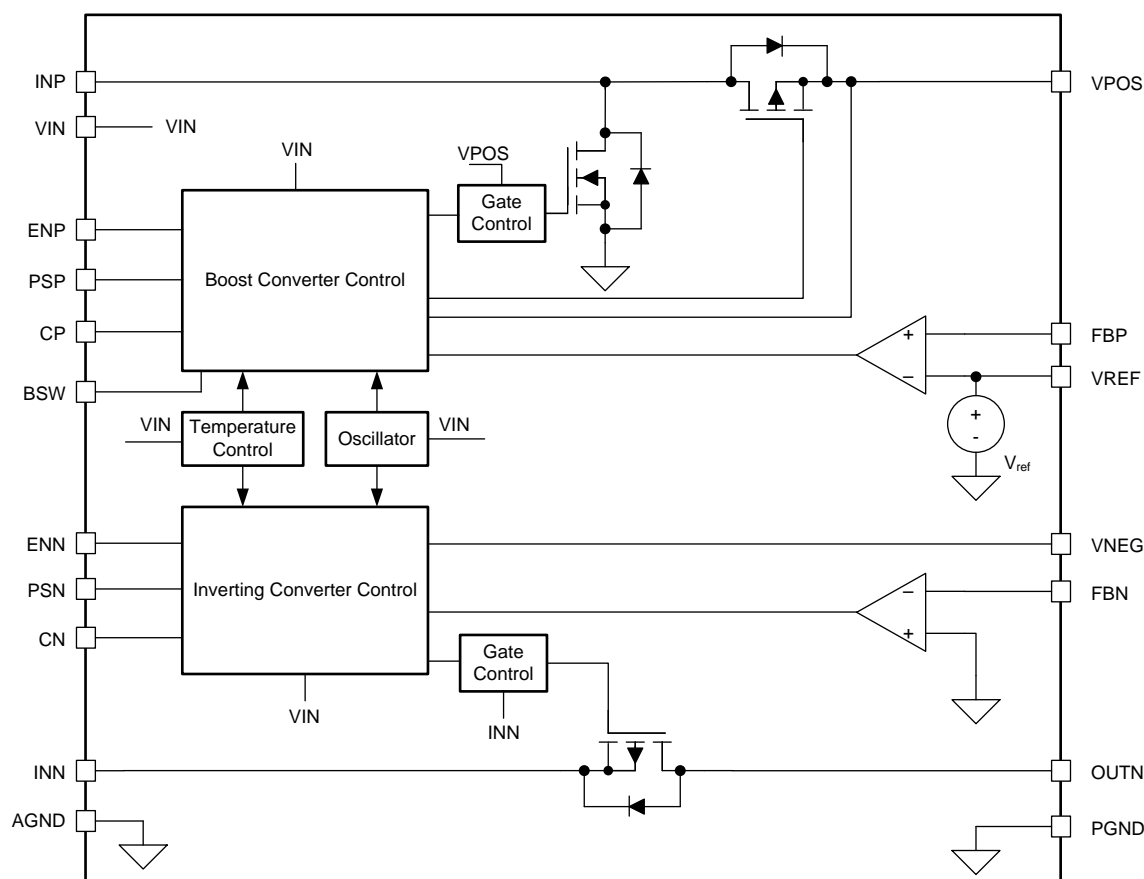 INP
VPOS
VIN
VIN
VIN
VPOS
Gate
Control
ENP
PSP
Boost Converter Control
CP
+
FBP
−
VREF
BSW
VIN
Temperature
Control
Oscillator
VIN
+
-
Vref
ENN
VNEG
PSN
Inverting Converter Control
−
FBN
CN
+
Gate
Control
VIN
INN
INN
OUTN
AGND
PGND